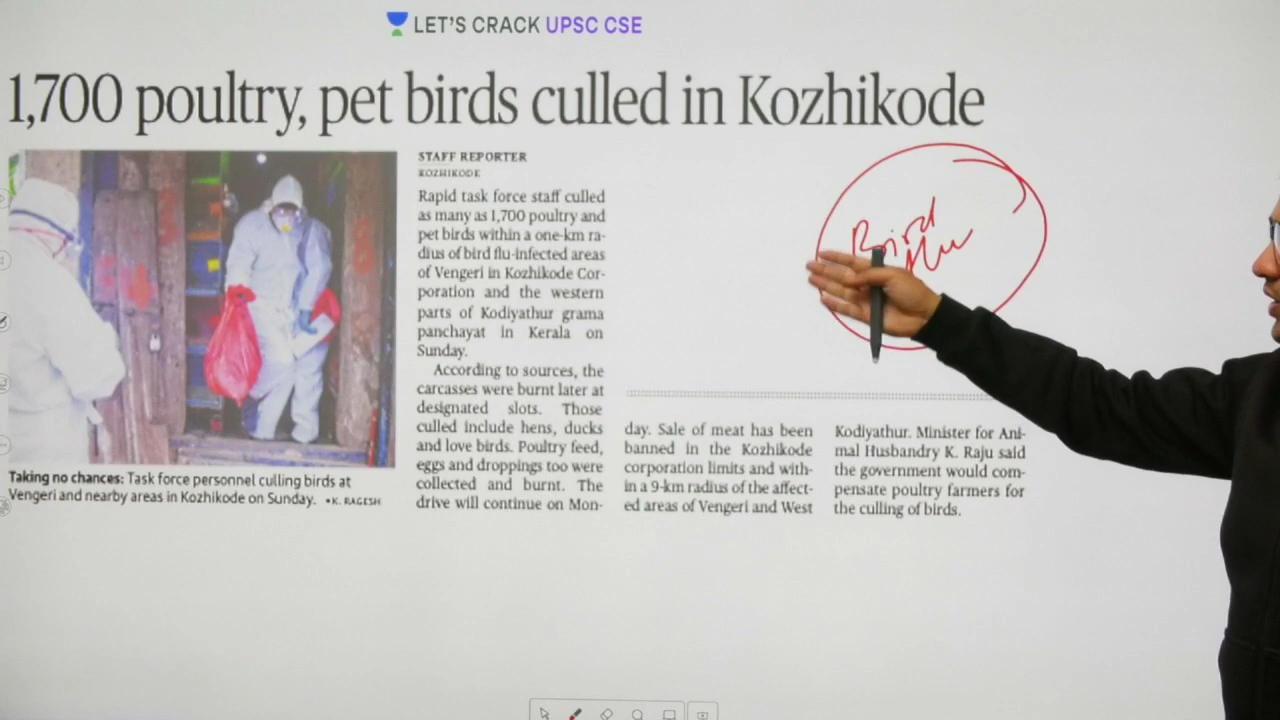 LET'S CRACK UPSC CSE
1,700 poultry, pet birds culled in Kozhikode
STAFF REPORTER
KOZHIKODE
Rapid task force staff culled
as many as 1,700 poultry and
pet birds within a one-km ra-
dius of bird flu-infected areas
of Vengeri in Kozhikode Cor-
poration and the western
parts of Kodiyathur grama
panchayat in Kerala on
Sunday.
According to sources, the
carcasses were burnt later at
designated slots. Those
culled include hens, ducks
and love birds. Poultry feed,
eggs and droppings too were
collected and burnt. The
drive will continue on Mon-
day. Sale of meat has been
banned in the Kozhikode
corporation limits and with-
in a 9-km radius of the affect-
ed areas of Vengeri and West
Kodiyathur. Minister for Ani-
mal Husbandry K. Raju said
the government would com-
pensate poultry farmers for
the culling of birds.
Taking no chances: Task force personnel culling birds at
Vengeri and nearby areas in Kozhikode on Sunday. •K. RAGESH
Bird
flu